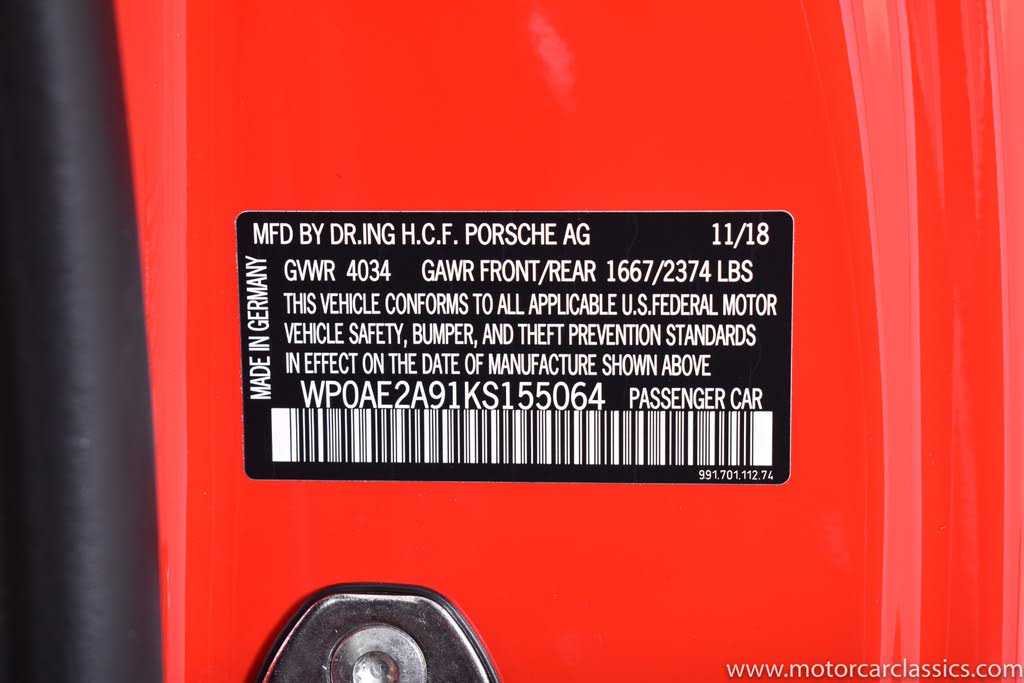 MFD BY DR.ING H.C.F. PORSCHE AG 11/18
GVWR 4034 GAWR FRONT/REAR 1667/2374 LBS
THIS VEHICLE CONFORMS TO ALL APPLICABLE U.S.FEDERAL MOTOR
VEHICLE SAFETY, BUMPER, AND THEFT PREVENTION STANDARDS
IN EFFECT ON THE DATE OF MANUFACTURE SHOWN ABOVE
WP0AE2A91KS155064 PASSENGER CAR
MADE IN GERMANY
991.701.112.74
www.motorcarclassics.com